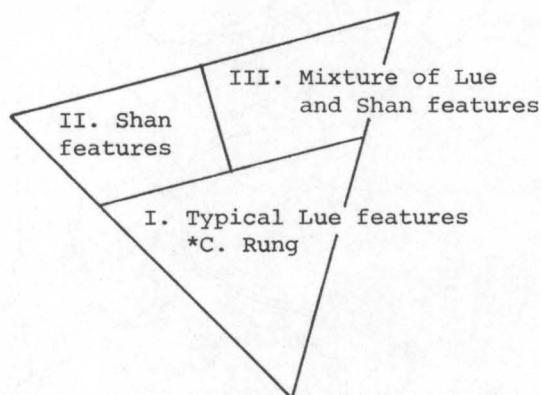 III. Mixture of Lue
and Shan features
II. Shan
features
I. Typical Lue features
*C. Rung